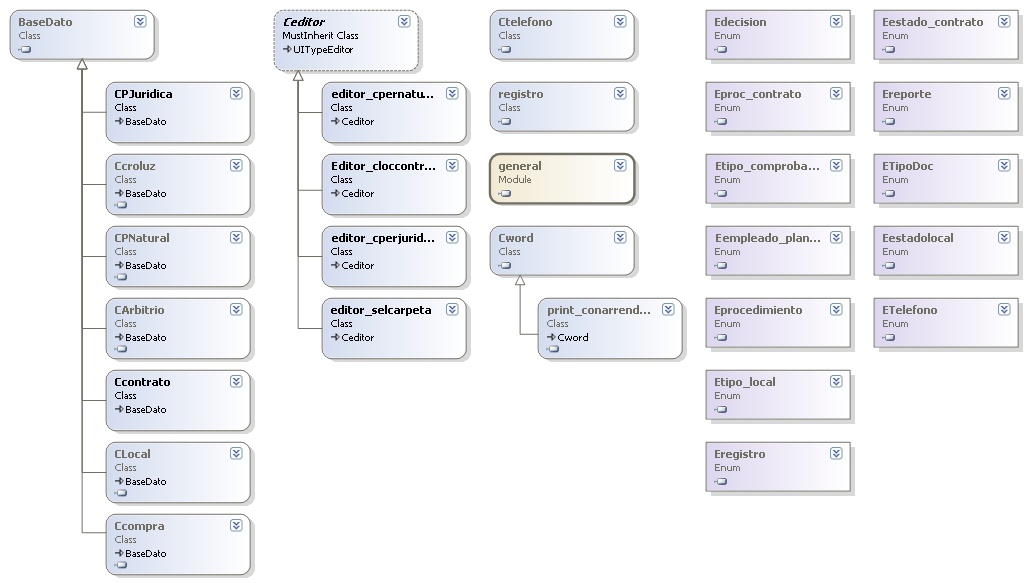 BaseDato
Class
CPJuridica
Class
BaseDato
Ccroluz
Class
BaseDato
CPNatural
Class
BaseDato
CArbitrio
Class
BaseDato
Ccontrato
Class
BaseDato
CLocal
Class
BaseDato
Ccompra
Class
BaseDato
Ceditor
MustInherit Class
UITypeEditor
editor_cpernatu...
Class
Ceditor
Editor_cloccontr...
Class
Ceditor
editor_cperjurid...
Class
Ceditor
editor_selcarpeta
Class
Ceditor
Ctelefono
Class
registro
Class
general
Module
Cword
Class
print_conarrend...
Class
Cword
Edecision
Enum
Eproc_contrato
Enum
Etipo_comproba...
Enum
Eempleado_plan...
Enum
Eprocedimiento
Enum
Etipo_local
Enum
Eregistro
Enum
Eestado_contrato
Enum
Ereporte
Enum
ETipoDoc
Enum
Eestadolocal
Enum
ETelefono
Enum